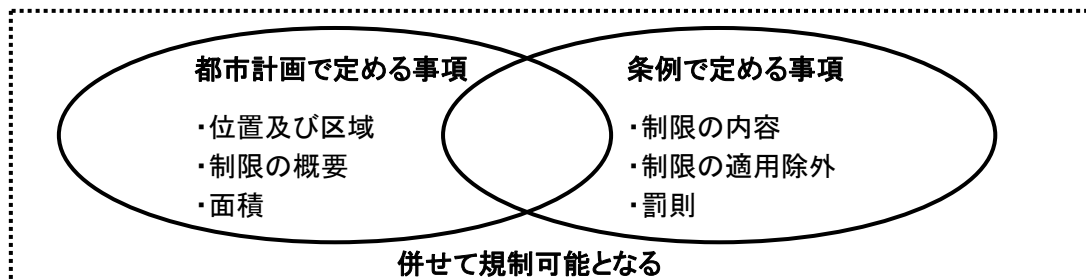 都市計画で定める事項
・位置及び区域
・制限の概要
・面積
条例で定める事項
・制限の内容
・制限の適用除外
・罰則
併せて規制可能となる